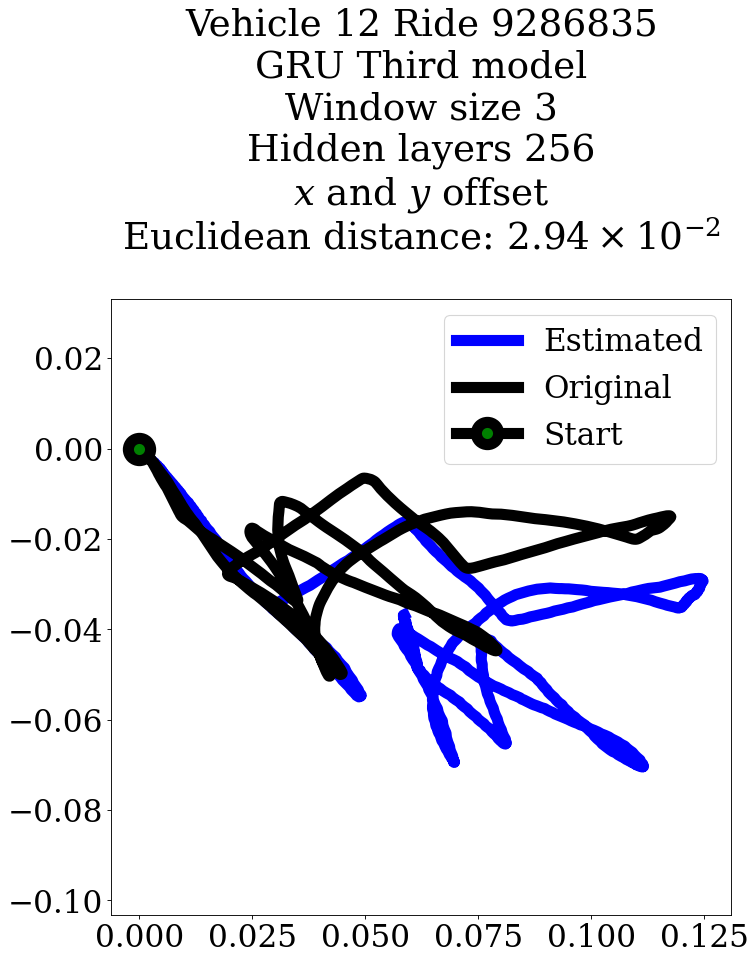 Vehicle 12 Ride 9286835
GRU Third model
Window size 3
Hidden layers 256
x and y offset
Euclidean distance: 2.94 × 10⁻²
Estimated
Original
Start
0.02
0.00
−0.02
−0.04
−0.06
−0.08
−0.10
0.000 0.025 0.050 0.075 0.100 0.125